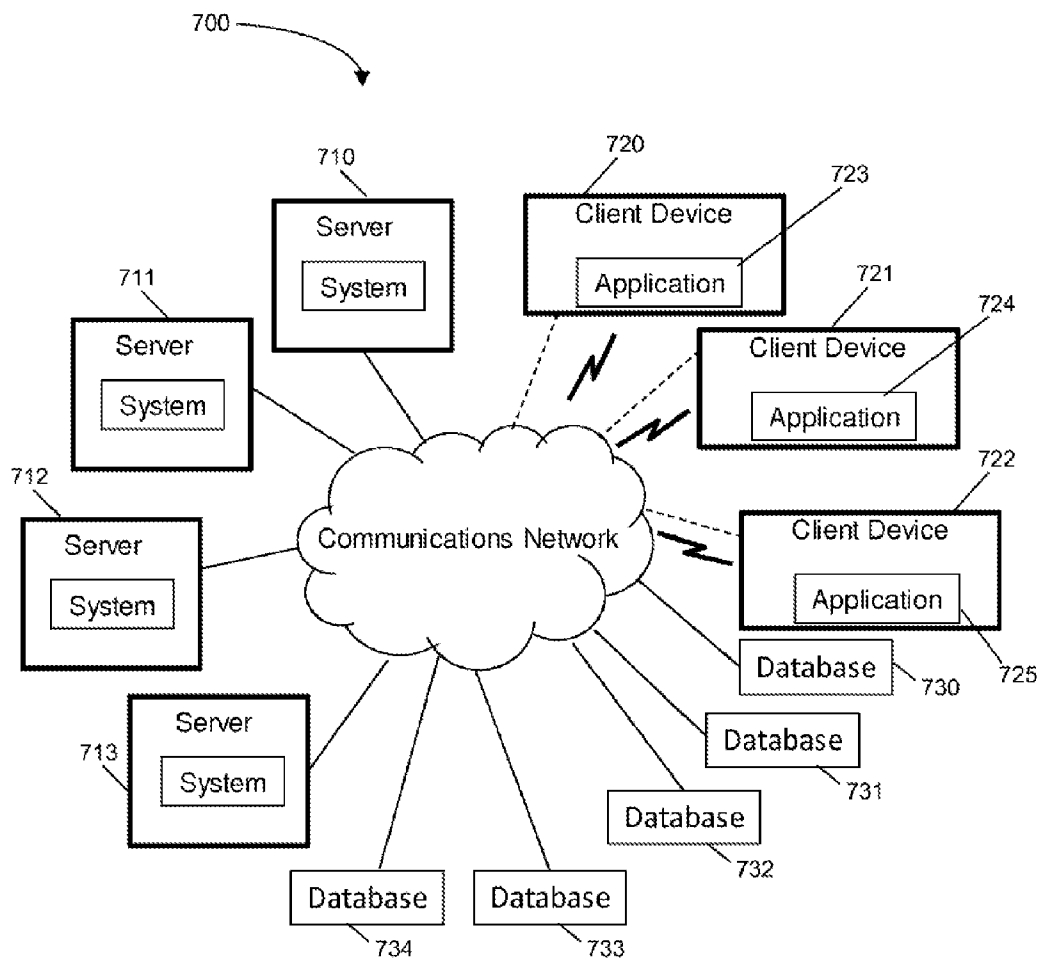 700
710
Server
System
711
Server
System
712
Server
System
713
Server
System
720
723
Client Device
Application
721
724
Client Device
Application
722
Client Device
Application
725
Communications Network
Database
730
Database
731
Database
732
Database
733
Database
734